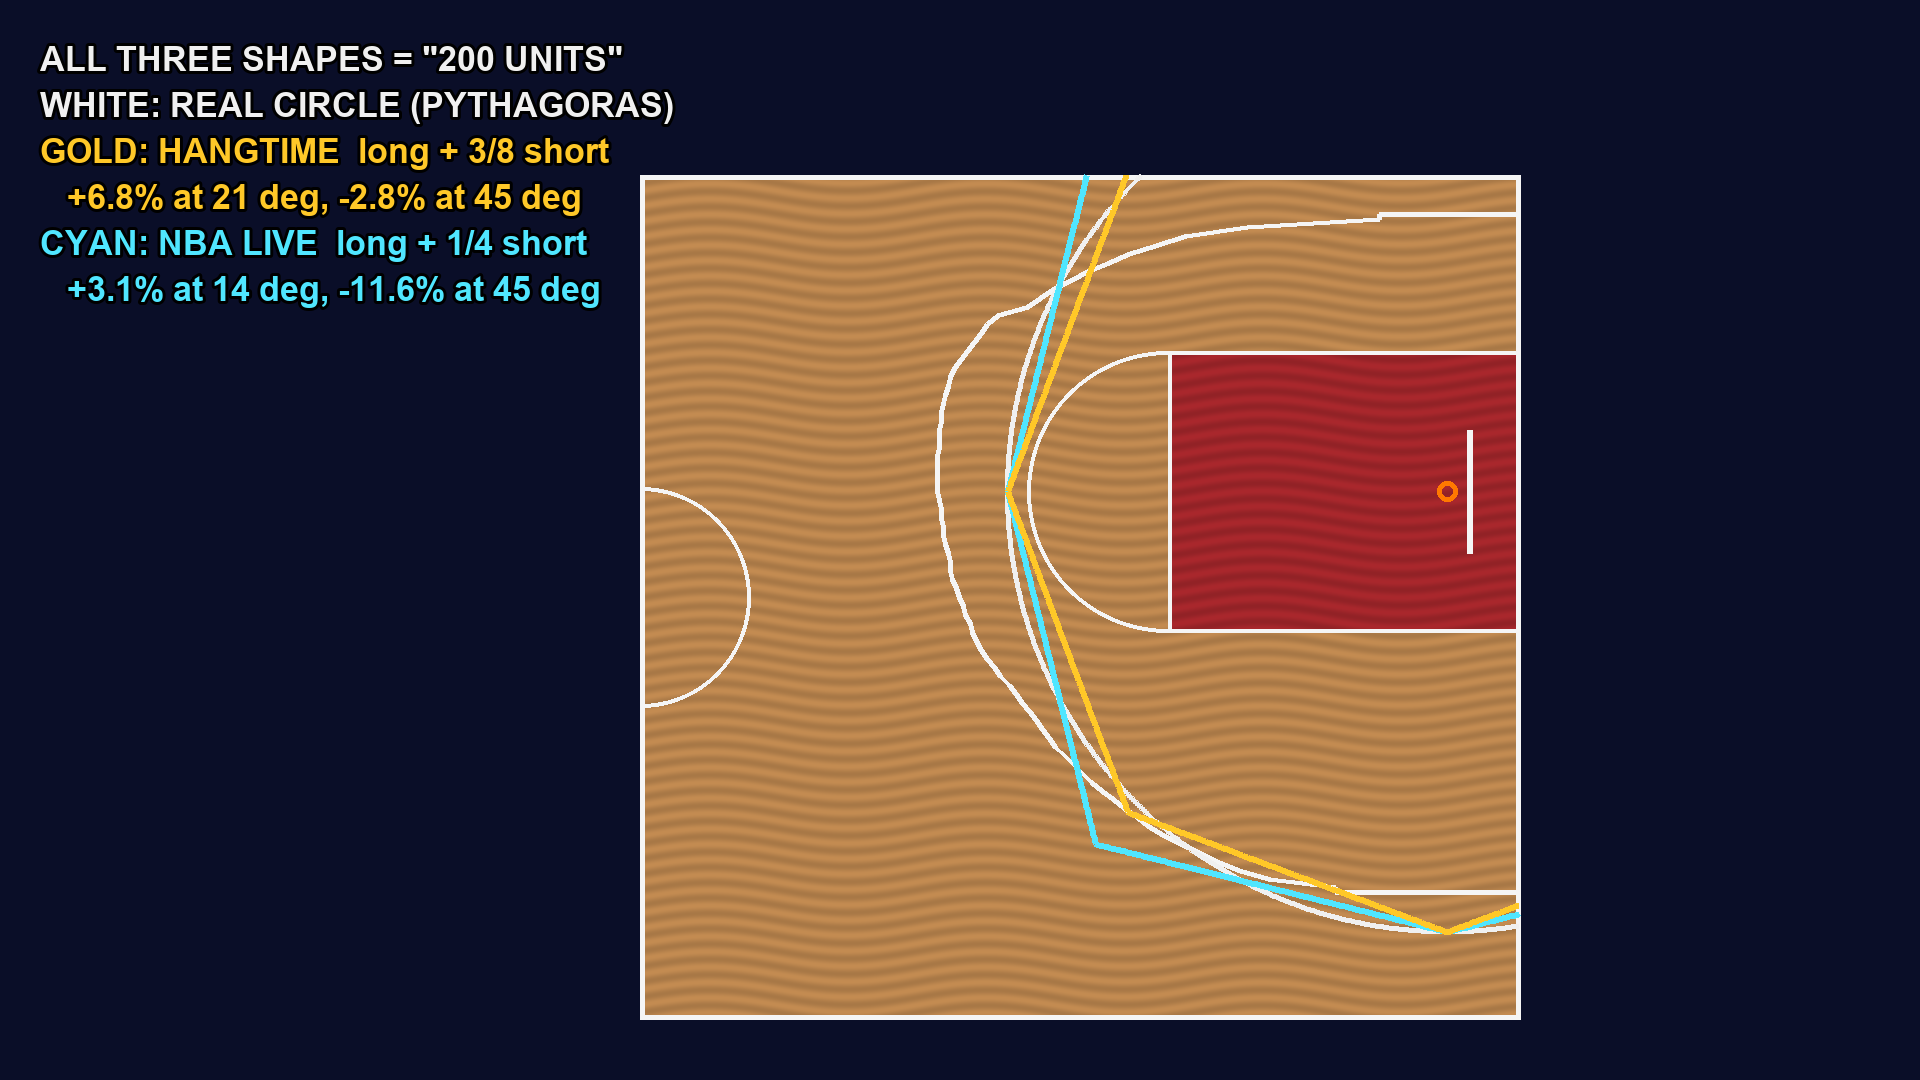 ALL THREE SHAPES = "200 UNITS"
WHITE: REAL CIRCLE (PYTHAGORAS)
GOLD: HANGTIME  long + 3/8 short
+6.8% at 21 deg, -2.8% at 45 deg
CYAN: NBA LIVE  long + 1/4 short
+3.1% at 14 deg, -11.6% at 45 deg